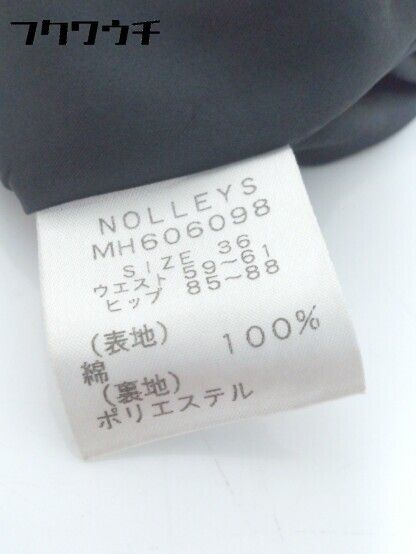 フクワウチ
NOLLEYS
MH606098
SIZE 36
ウエスト 59～61
ヒップ 85～88
(表地)
綿 100%
(裏地)
ポリエステル